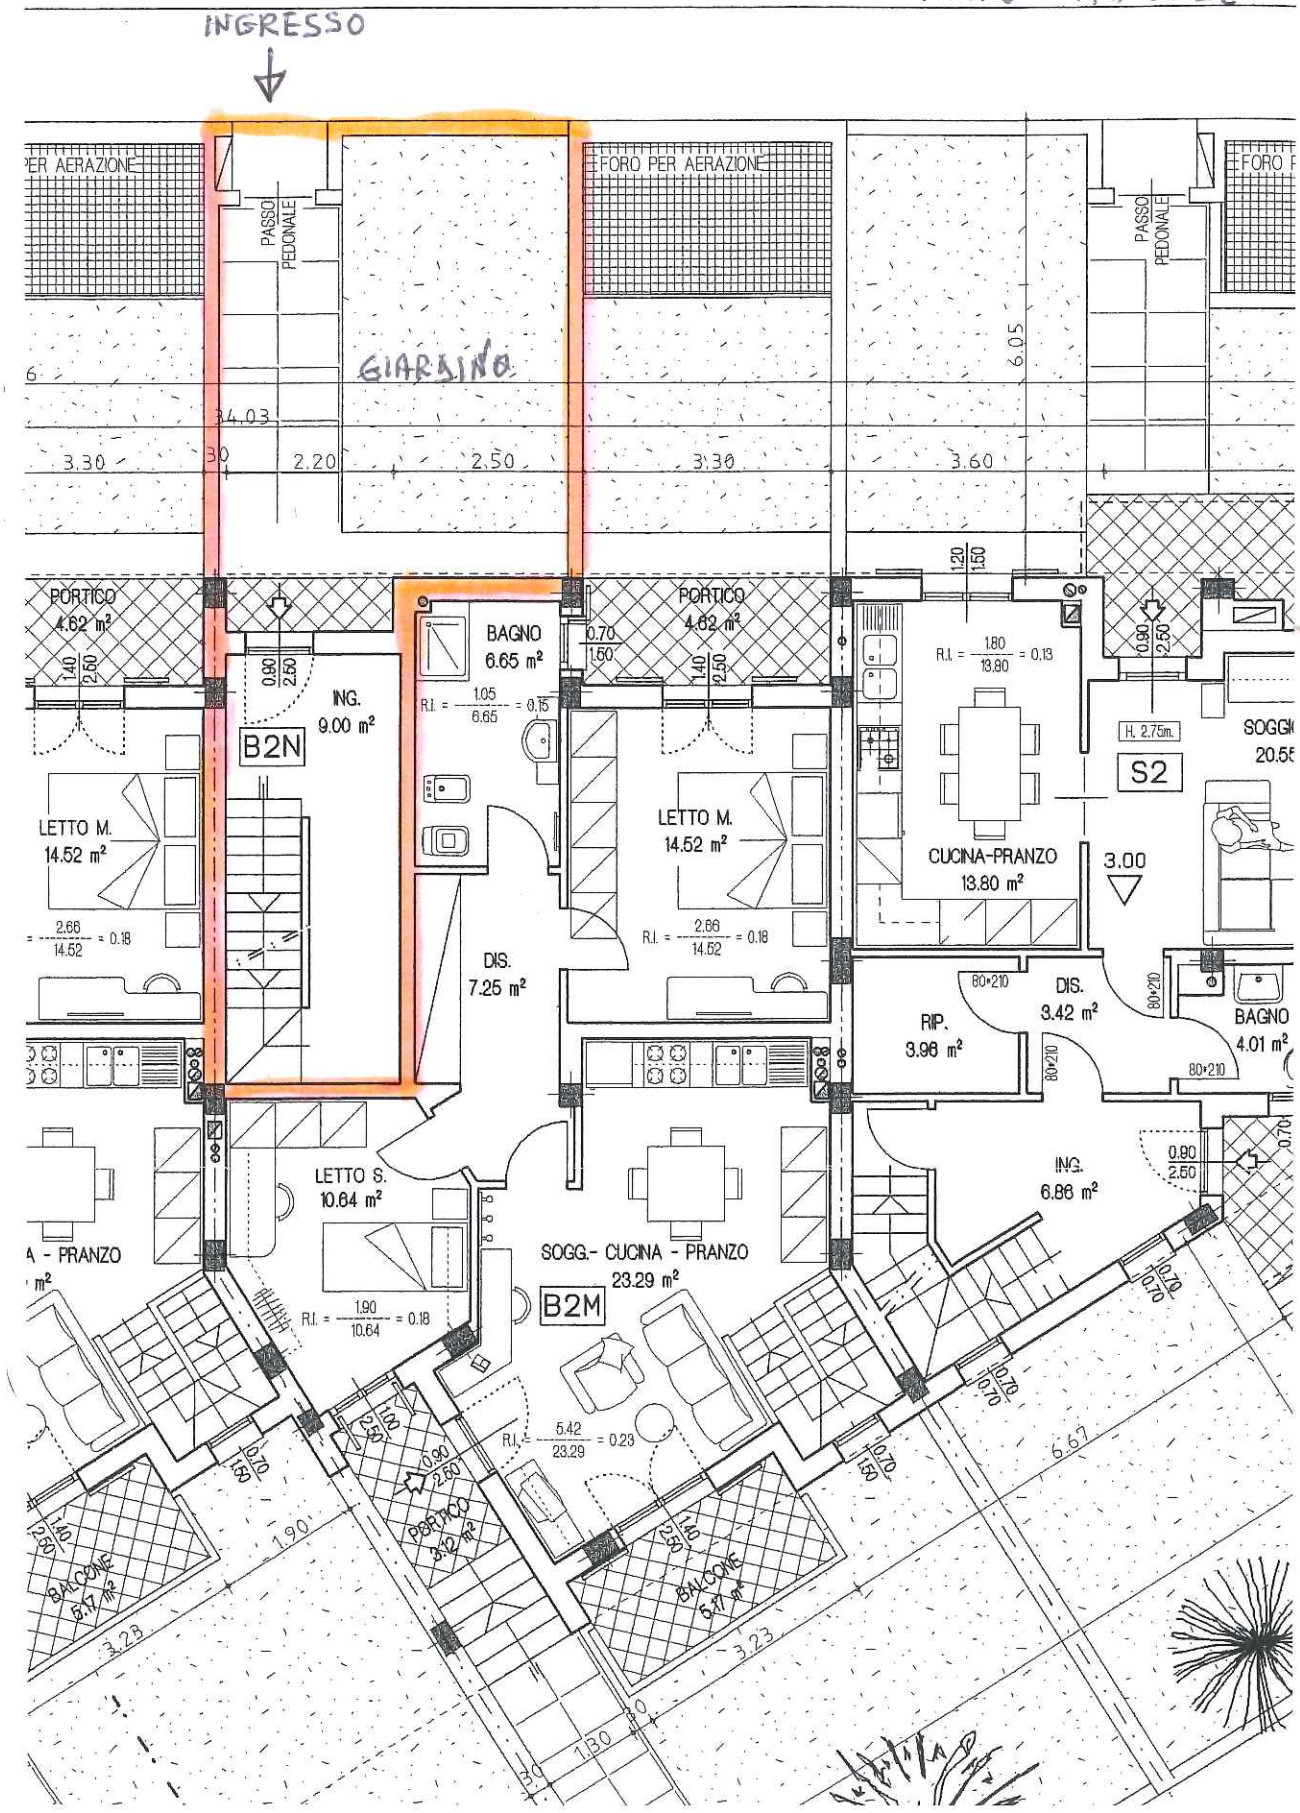 INGRESSO
PER AERAZIONE
FORO PER AERAZIONE
FORO P
PASSO
PEDONALE
PASSO
PEDONALE
GIARDINO
6.05
6
34.03
3.30
30
2.20
2.50
3.30
3.60
PORTICO
4.62 m²
1.40
2.50
0.90
2.50
ING.
9.00 m²
B2N
BAGNO
6.65 m²
R.I. = 1.05 / 6.65 = 0.15
0.70
1.50
PORTICO
4.62 m²
1.40
2.50
1.20
1.50
R.I. = 1.80 / 13.80 = 0.13
0.90
2.50
H. 2.75m.
S2
SOGGI
20.55
LETTO M.
14.52 m²
= 2.66 / 14.52 = 0.18
LETTO M.
14.52 m²
R.I. = 2.66 / 14.52 = 0.18
CUCINA-PRANZO
13.80 m²
3.00
DIS.
7.25 m²
RIP.
3.96 m²
80*210
DIS.
3.42 m²
80*210
80*210
80*210
BAGNO
4.01 m²
LETTO S.
10.64 m²
R.I. = 1.90 / 10.64 = 0.18
A - PRANZO
m²
SOGG.- CUCINA - PRANZO
23.29 m²
B2M
ING.
6.86 m²
0.90
2.50
0.70
0.70
0.70
0.70
0.70
1.00
2.50
0.90
2.50
R.I. = 5.42 / 23.29 = 0.23
0.70
1.50
0.70
1.50
6.67
PORTICO
3.12 m²
1.40
2.50
BALCONE
5.17 m²
1.40
2.50
BALCONE
5.17 m²
1.90
3.23
3.23
30
1.30
30